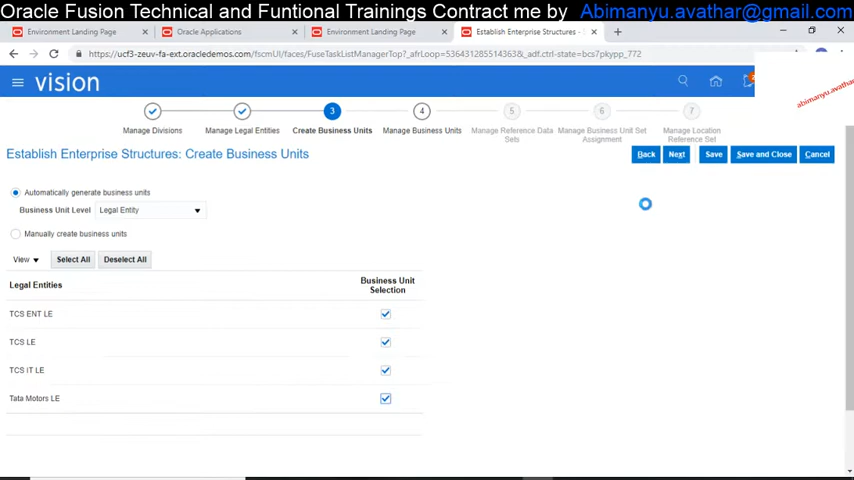 Oracle Fusion Technical and Funtional Trainings Contract me by Abimanyu.avathar@gmail.com
Environment Landing Page
Oracle Applications
Environment Landing Page
Establish Enterprise Structures - S
https://ucf3-zeuv-fa-ext.oracledemos.com/fscmUI/faces/FuseTaskListManagerTop?_afrLoop=5364312855143638&_adf.ctrl-state=bcs7pkypp_772
vision
abimanyu.avathar
3
4
5
6
7
Manage Divisions
Manage Legal Entities
Create Business Units
Manage Business Units
Manage Reference Data Sets
Manage Business Unit Set Assignment
Manage Location Reference Set
Establish Enterprise Structures: Create Business Units
Back
Next
Save
Save and Close
Cancel
Automatically generate business units
Business Unit Level
Legal Entity
Manually create business units
View
Select All
Deselect All
Legal Entities
Business Unit Selection
TCS ENT LE
TCS LE
TCS IT LE
Tata Motors LE